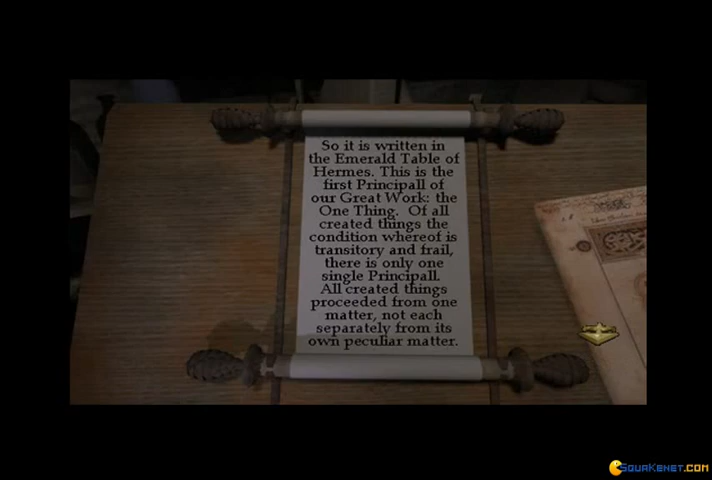 So it is written in
the Emerald Table of
Hermes. This is the
first Principall of
our Great Work: the
One Thing. Of all
created things the
condition whereof is
transitory and frail,
there is only one
single Principall.
All created things
proceeded from one
matter, not each
separately from its
own peculiar matter.
SquaKeNet.com